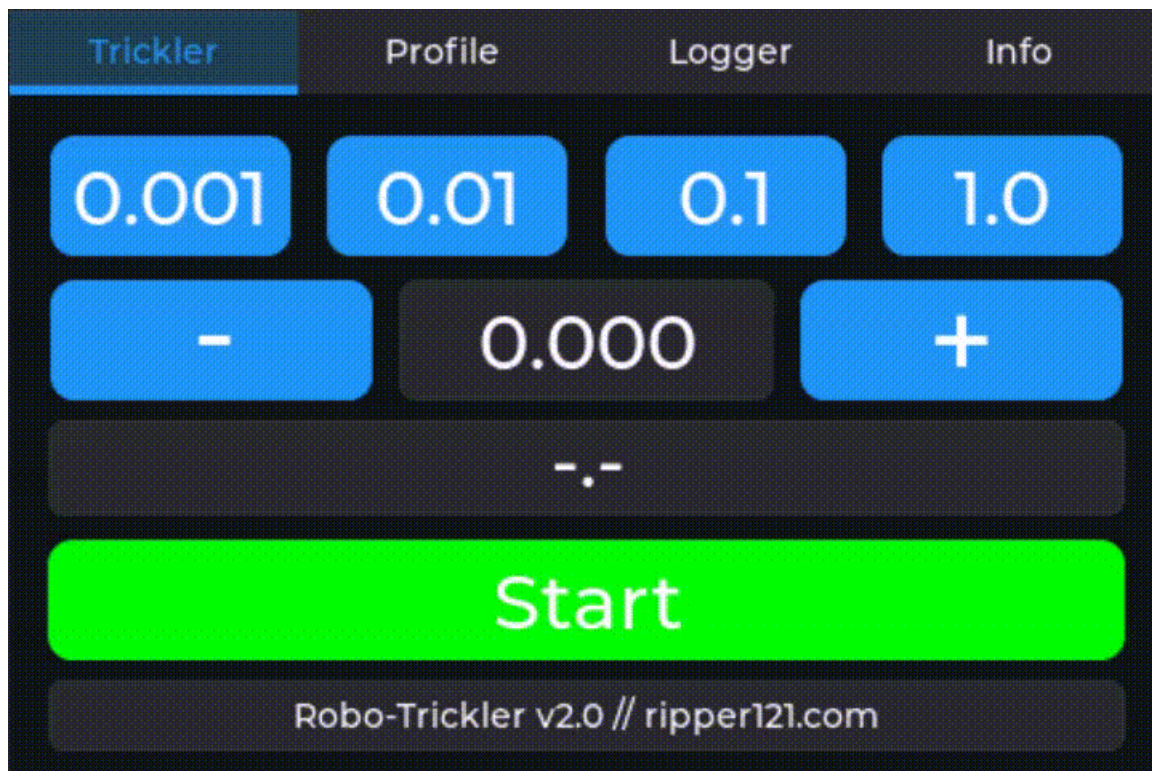 Trickler Profile Logger Info
0.001 0.01 0.1 1.0
- 0.000 +
-.-
Start
Robo-Trickler v2.0 // ripper121.com